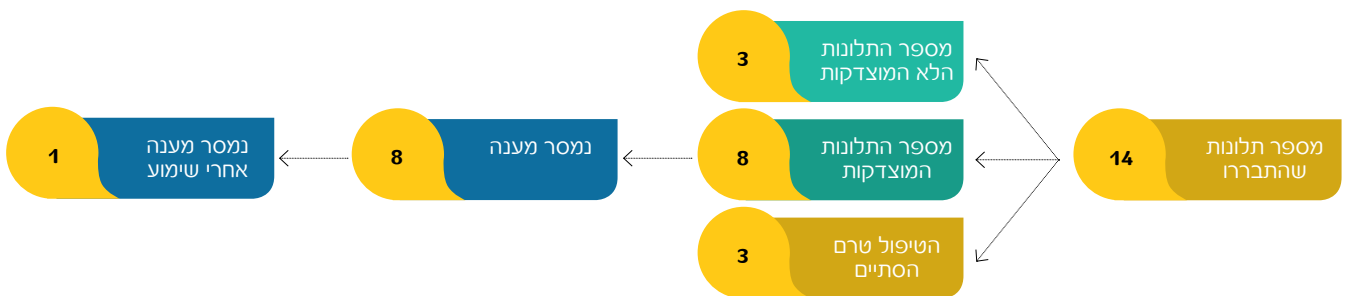 מספר תלונות
שהתבררו
14
מספר התלונות
הלא המוצדקות
3
מספר התלונות
המוצדקות
8
הטיפול טרם
הסתיים
3
נמסר מענה
8
נמסר מענה
אחרי שימוע
1